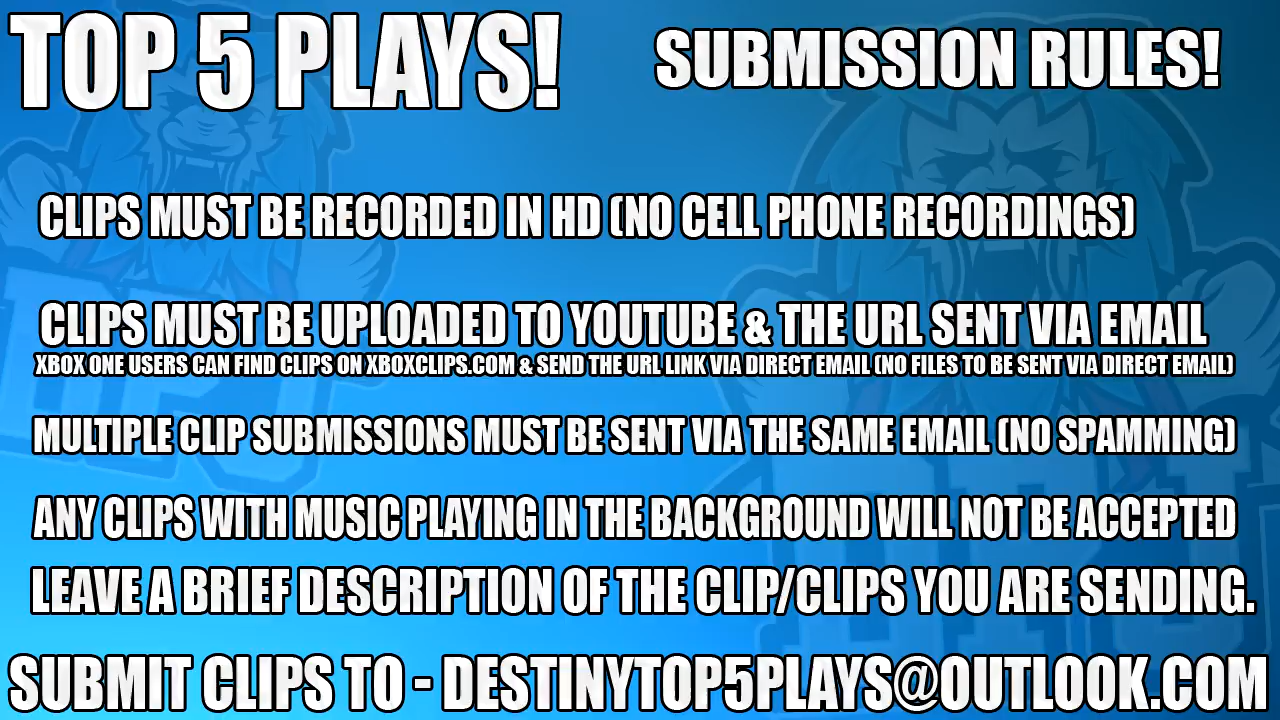 TOP 5 PLAYS!
SUBMISSION RULES!
CLIPS MUST BE RECORDED IN HD (NO CELL PHONE RECORDINGS)
CLIPS MUST BE UPLOADED TO YOUTUBE & THE URL SENT VIA EMAIL
XBOX ONE USERS CAN FIND CLIPS ON XBOXCLIPS.COM & SEND THE URL LINK VIA DIRECT EMAIL (NO FILES TO BE SENT VIA DIRECT EMAIL)
MULTIPLE CLIP SUBMISSIONS MUST BE SENT VIA THE SAME EMAIL (NO SPAMMING)
ANY CLIPS WITH MUSIC PLAYING IN THE BACKGROUND WILL NOT BE ACCEPTED
LEAVE A BRIEF DESCRIPTION OF THE CLIP/CLIPS YOU ARE SENDING.
SUBMIT CLIPS TO - DESTINYTOP5PLAYS@OUTLOOK.COM